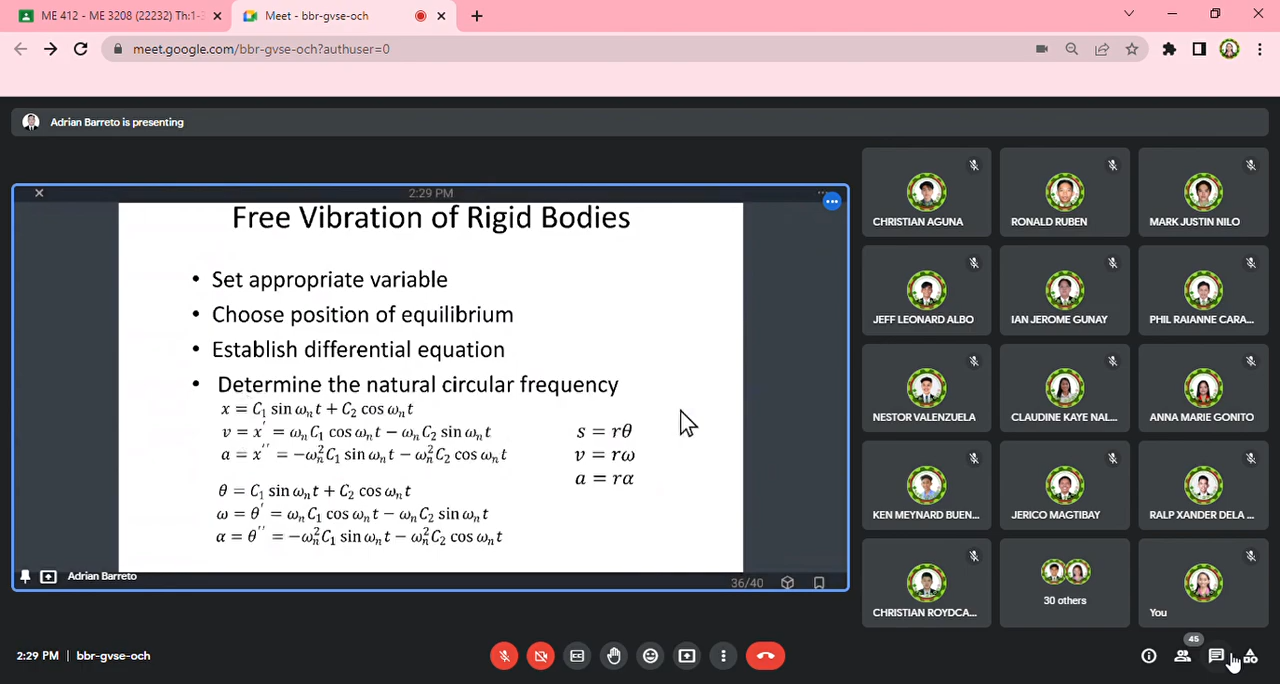 ME 412 - ME 3208 (22232) Th:1-3
Meet - bbr-gvse-och
meet.google.com/bbr-gvse-och?authuser=0
Adrian Barreto is presenting
2:29 PM
Free Vibration of Rigid Bodies
• Set appropriate variable
• Choose position of equilibrium
• Establish differential equation
• Determine the natural circular frequency
x = C₁ sin ωₙt + C₂ cos ωₙt
v = x′ = ωₙC₁ cos ωₙt − ωₙC₂ sin ωₙt
a = x′′ = −ωₙ²C₁ sin ωₙt − ωₙ²C₂ cos ωₙt
s = rθ
v = rω
a = rα
θ = C₁ sin ωₙt + C₂ cos ωₙt
ω = θ′ = ωₙC₁ cos ωₙt − ωₙC₂ sin ωₙt
α = θ′′ = −ωₙ²C₁ sin ωₙt − ωₙ²C₂ cos ωₙt
Adrian Barreto
36/40
CHRISTIAN AGUNA
RONALD RUBEN
MARK JUSTIN NILO
JEFF LEONARD ALBO
IAN JEROME GUNAY
PHIL RAIANNE CARA...
NESTOR VALENZUELA
CLAUDINE KAYE NAL...
ANNA MARIE GONITO
KEN MEYNARD BUEN...
JERICO MAGTIBAY
RALP XANDER DELA ...
CHRISTIAN ROYDCA...
30 others
You
2:29 PM | bbr-gvse-och
45